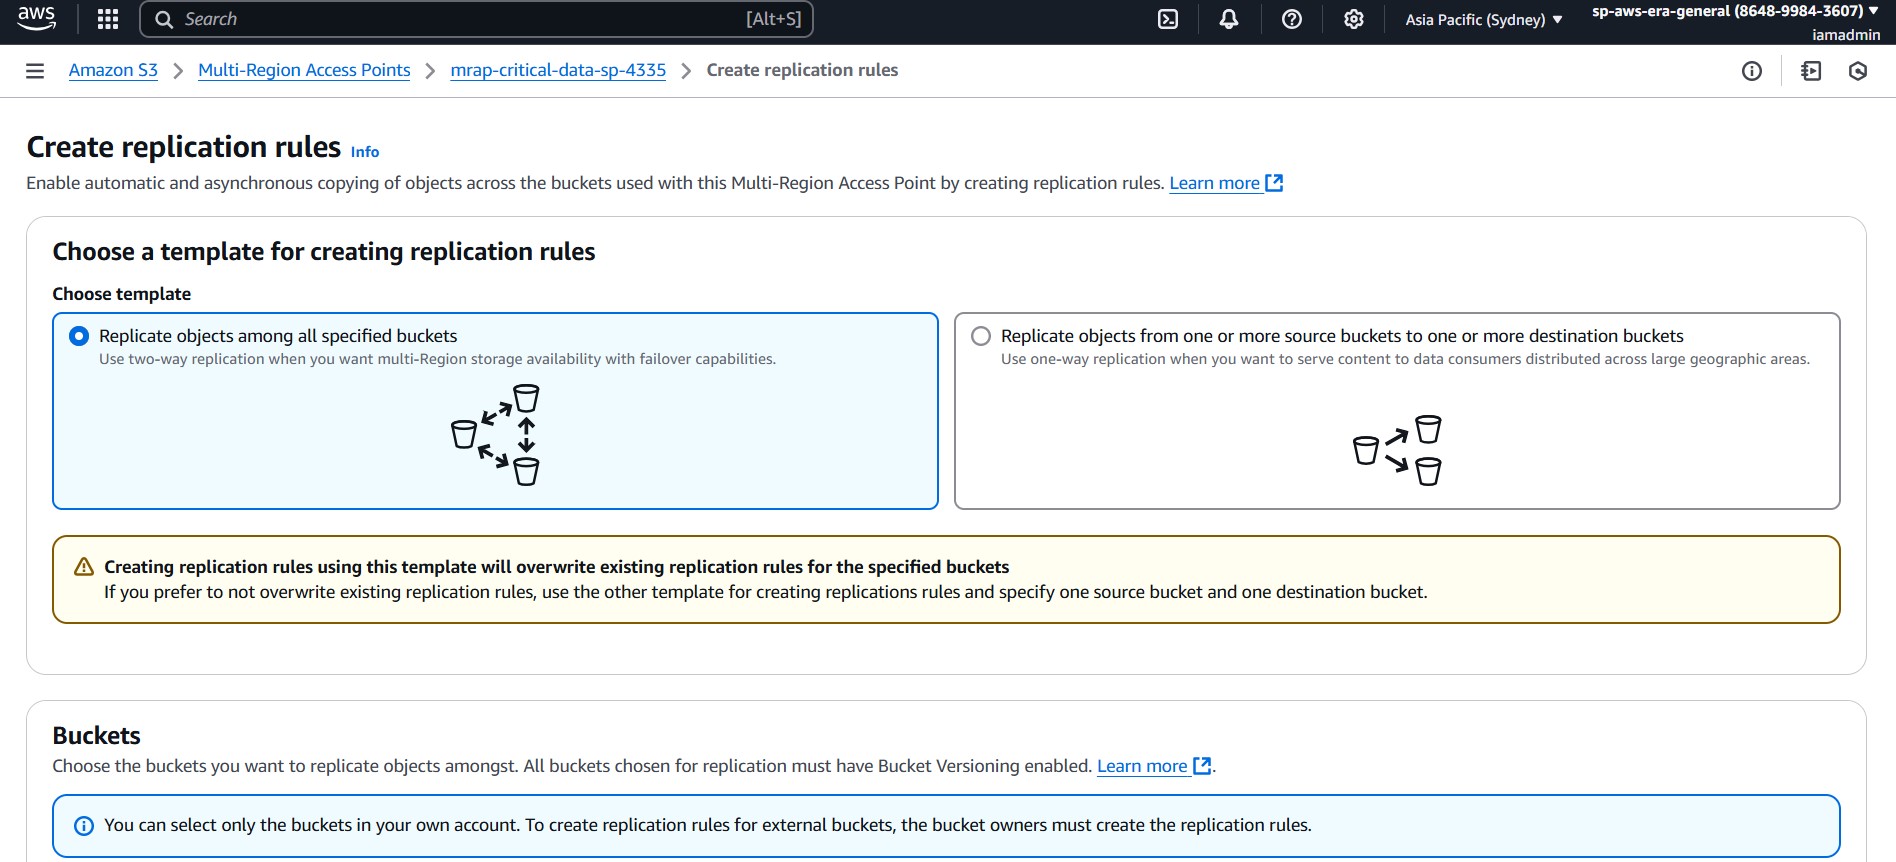 aws
Search [Alt+S]
Asia Pacific (Sydney)
sp-aws-era-general (8648-9984-3607)
iamadmin
Amazon S3 Multi-Region Access Points mrap-critical-data-sp-4335 Create replication rules
Create replication rules Info
Enable automatic and asynchronous copying of objects across the buckets used with this Multi-Region Access Point by creating replication rules. Learn more
Choose a template for creating replication rules
Choose template
Replicate objects among all specified buckets
Use two-way replication when you want multi-Region storage availability with failover capabilities.
Replicate objects from one or more source buckets to one or more destination buckets
Use one-way replication when you want to serve content to data consumers distributed across large geographic areas.
Creating replication rules using this template will overwrite existing replication rules for the specified buckets
If you prefer to not overwrite existing replication rules, use the other template for creating replications rules and specify one source bucket and one destination bucket.
Buckets
Choose the buckets you want to replicate objects amongst. All buckets chosen for replication must have Bucket Versioning enabled. Learn more.
You can select only the buckets in your own account. To create replication rules for external buckets, the bucket owners must create the replication rules.